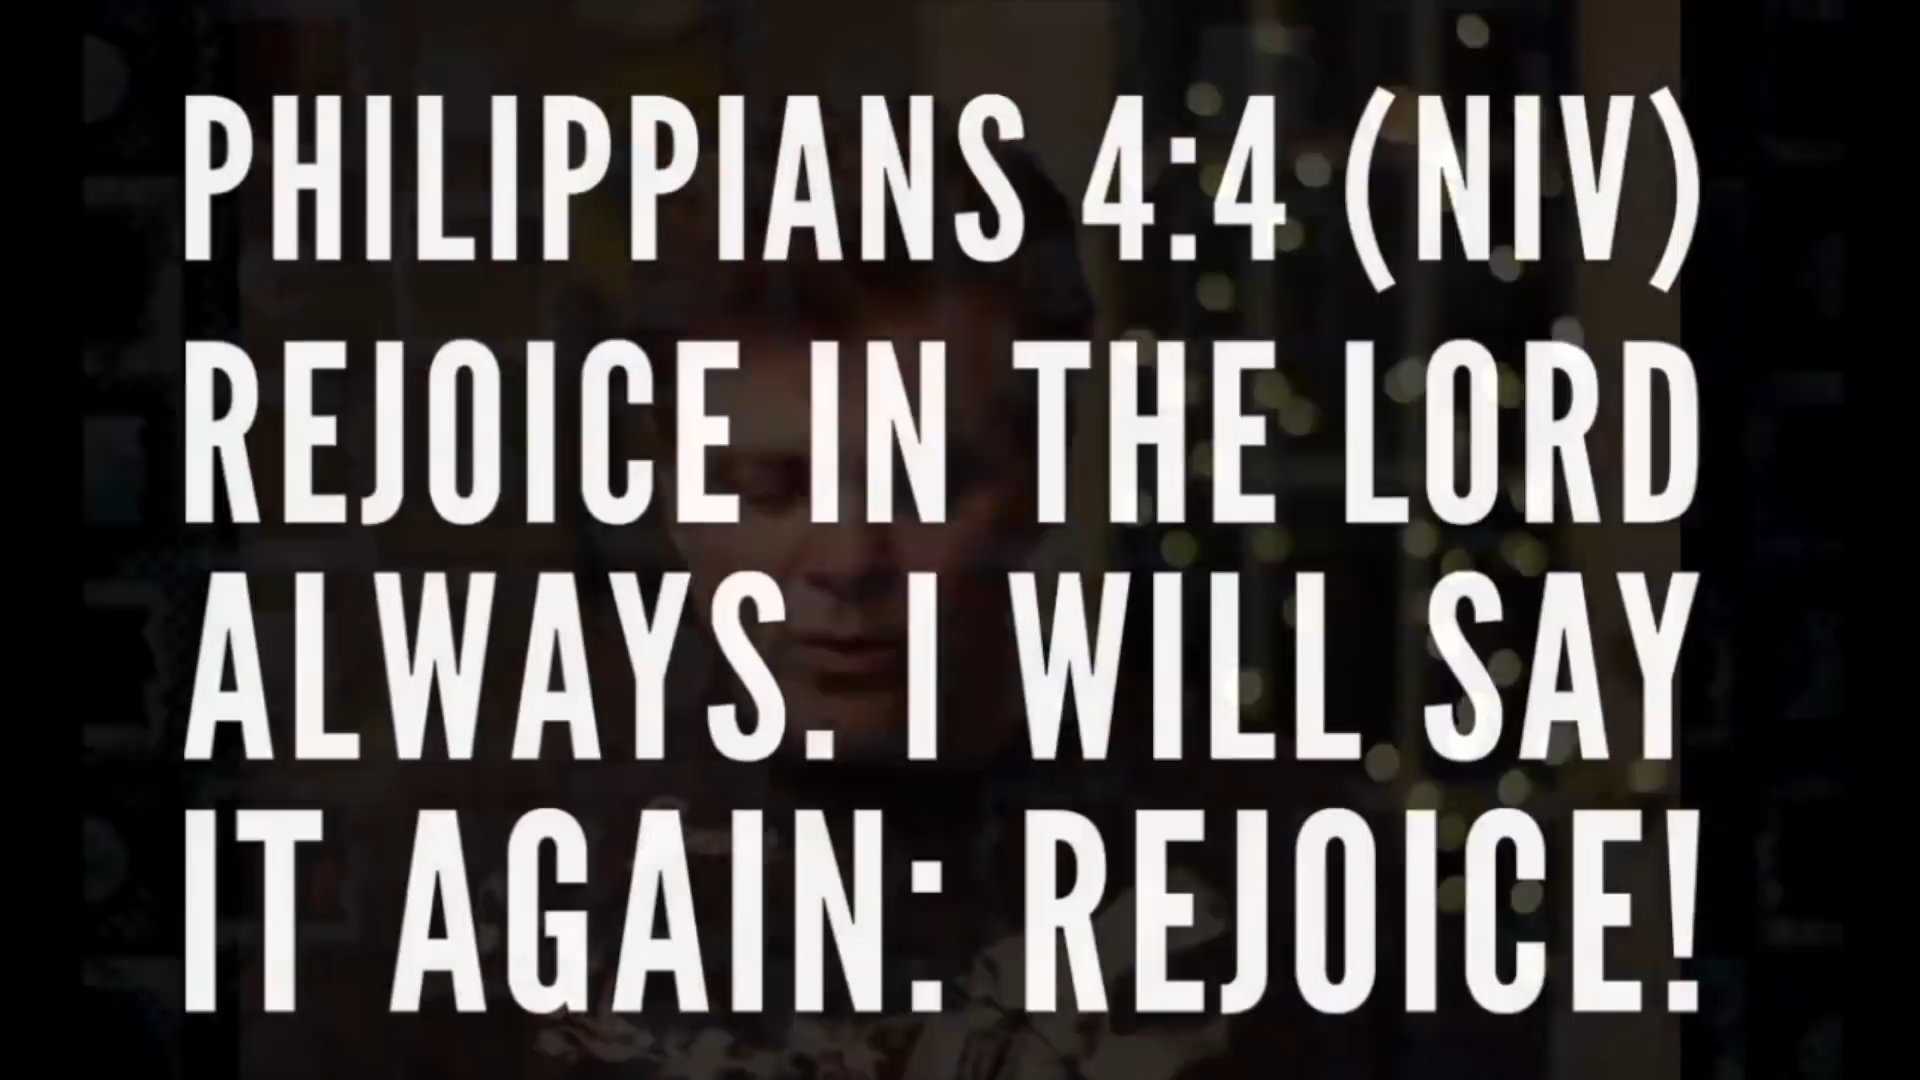 PHILIPPIANS 4:4 (NIV)
REJOICE IN THE LORD
ALWAYS. I WILL SAY
IT AGAIN: REJOICE!